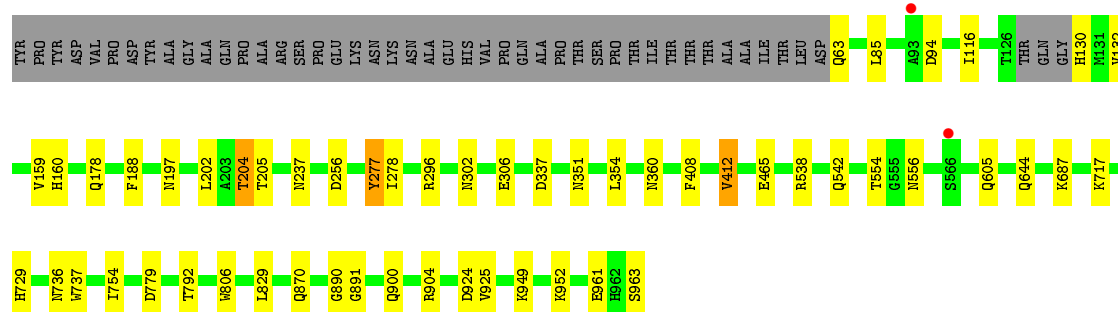 TYR PRO TYR ASP VAL PRO ASP TYR ALA GLY ALA ALA GLN PRO ALA ARG SER PRO GLU LYS ASN LYS ASN ALA GLU HIS VAL PRO GLN ALA PRO THR SER PRO THR ILE THR THR THR ALA ALA ILE THR LEU ASP Q63 L85 A93 D94 I116 T126 THR GLN GLY H130 M131 V132
V159 H160 Q178 F188 N197 L202 A203 T204 T205 N237 D256 Y277 I278 R296 N302 E306 D337 N351 L354 N360 F408 V412 E465 R538 Q542 T554 G555 N556 S566 Q605 Q644 K687 K717
H729 N736 W737 I754 D779 T792 W806 L829 Q870 G890 G891 Q900 R904 D924 V925 K949 K952 E961 H962 S963